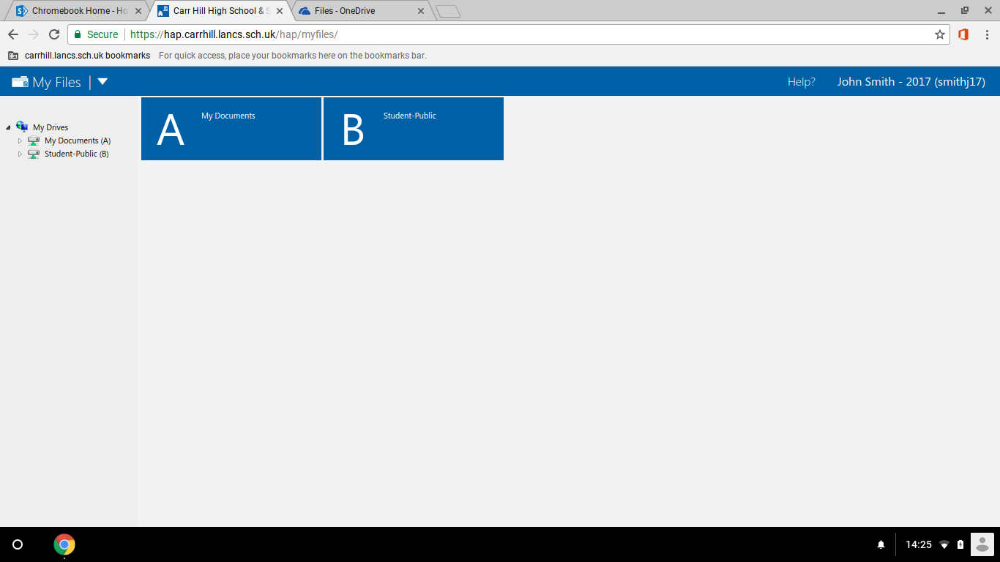 Chromebook Home - Ho
Carr Hill High School & S
Files - OneDrive
Secure
https://hap.carrhill.lancs.sch.uk/hap/myfiles/
carrhill.lancs.sch.uk bookmarks
For quick access, place your bookmarks here on the bookmarks bar.
My Files
Help?
John Smith - 2017 (smithj17)
My Drives
My Documents (A)
Student-Public (B)
A
My Documents
B
Student-Public
14:25